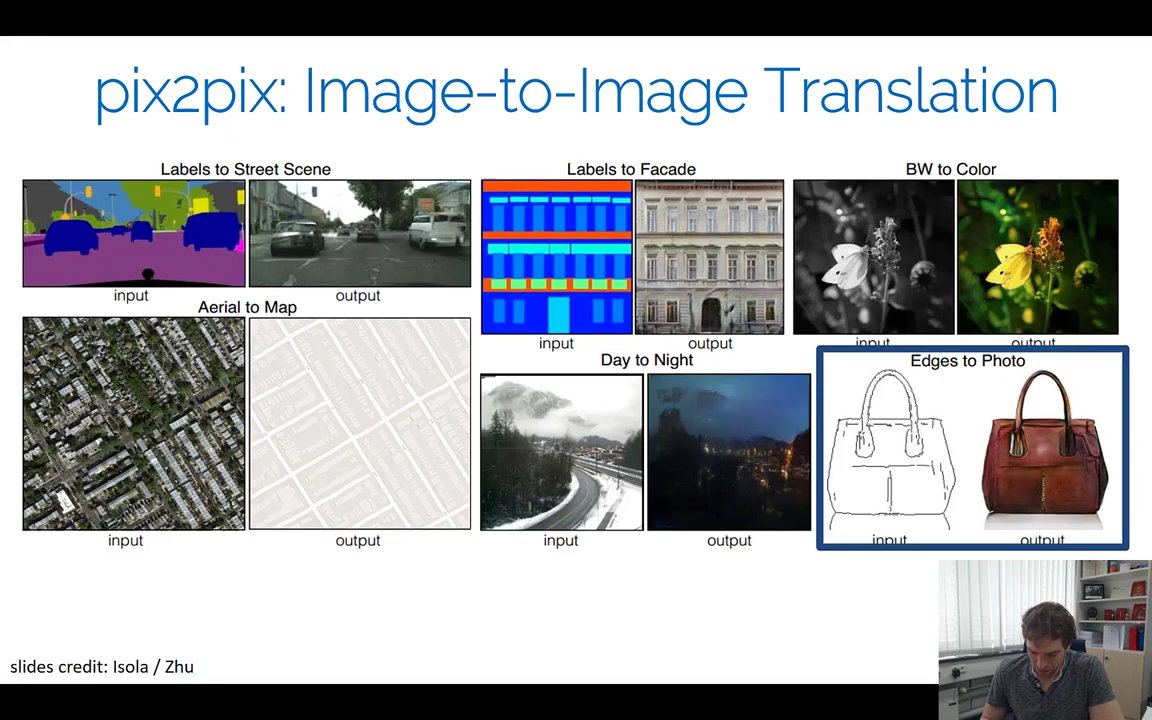 pix2pix: Image-to-Image Translation
Labels to Street Scene
input
output
Labels to Facade
input
output
BW to Color
input
output
Aerial to Map
input
output
Day to Night
input
output
Edges to Photo
input
output
slides credit: Isola / Zhu